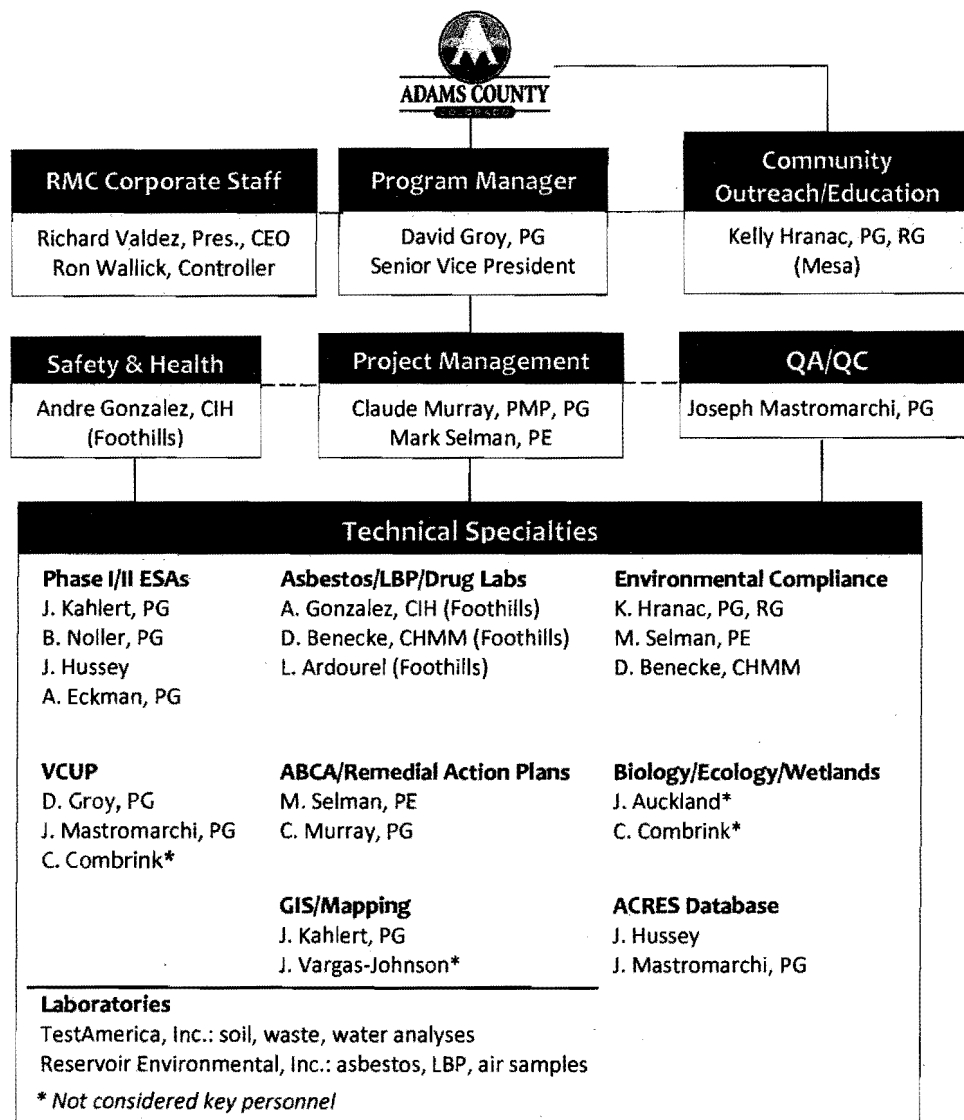 ADAMS COUNTY
COLORADO
RMC Corporate Staff
Richard Valdez, Pres., CEO
Ron Wallick, Controller
Program Manager
David Groy, PG
Senior Vice President
Community
Outreach/Education
Kelly Hranac, PG, RG
(Mesa)
Safety & Health
Andre Gonzalez, CIH
(Foothills)
Project Management
Claude Murray, PMP, PG
Mark Selman, PE
QA/QC
Joseph Mastromarchi, PG
Technical Specialties
Phase I/II ESAs
J. Kahlert, PG
B. Noller, PG
J. Hussey
A. Eckman, PG
Asbestos/LBP/Drug Labs
A. Gonzalez, CIH (Foothills)
D. Benecke, CHMM (Foothills)
L. Ardourel (Foothills)
Environmental Compliance
K. Hranac, PG, RG
M. Selman, PE
D. Benecke, CHMM
VCUP
D. Groy, PG
J. Mastromarchi, PG
C. Combrink*
ABCA/Remedial Action Plans
M. Selman, PE
C. Murray, PG
Biology/Ecology/Wetlands
J. Auckland*
C. Combrink*
GIS/Mapping
J. Kahlert, PG
J. Vargas-Johnson*
ACRES Database
J. Hussey
J. Mastromarchi, PG
Laboratories
TestAmerica, Inc.: soil, waste, water analyses
Reservoir Environmental, Inc.: asbestos, LBP, air samples
* Not considered key personnel